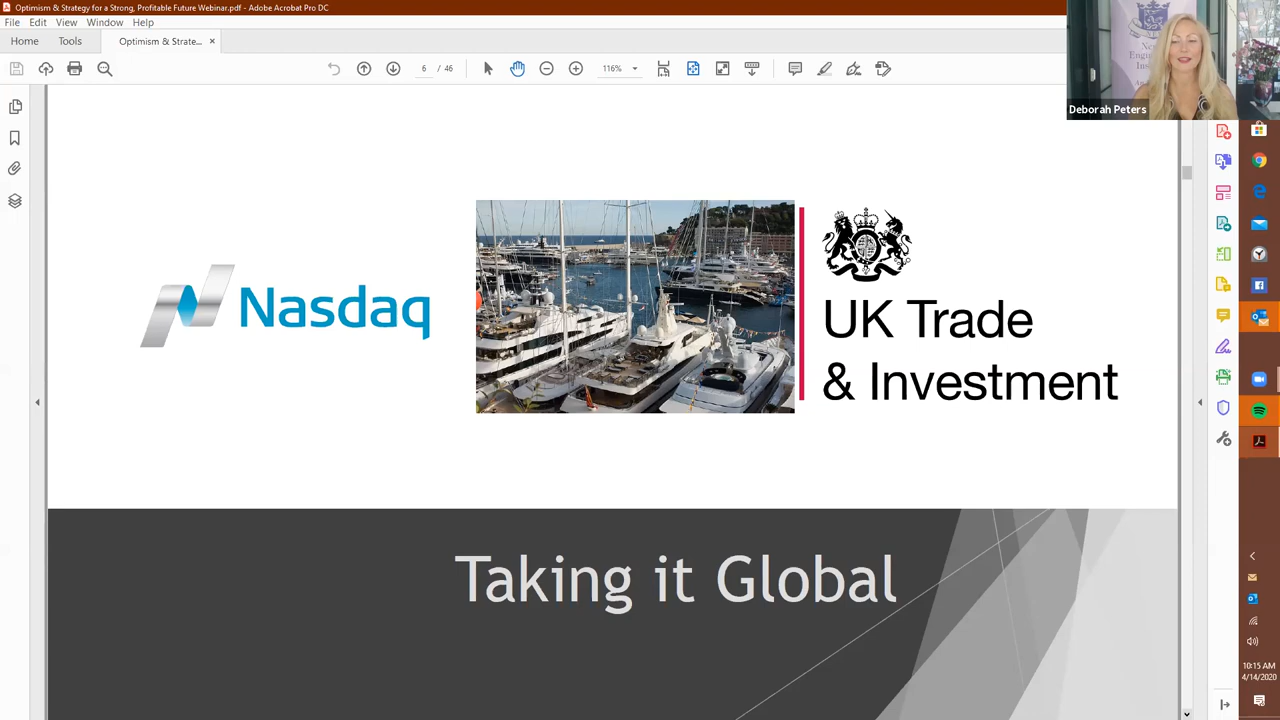 Optimism & Strategy for a Strong, Profitable Future Webinar.pdf - Adobe Acrobat Pro DC
File Edit View Window Help
Home Tools Optimism & Strate... ×
6 / 46 116%
Deborah Peters
Nasdaq
UK Trade
& Investment
Taking it Global
10:15 AM
4/14/2020